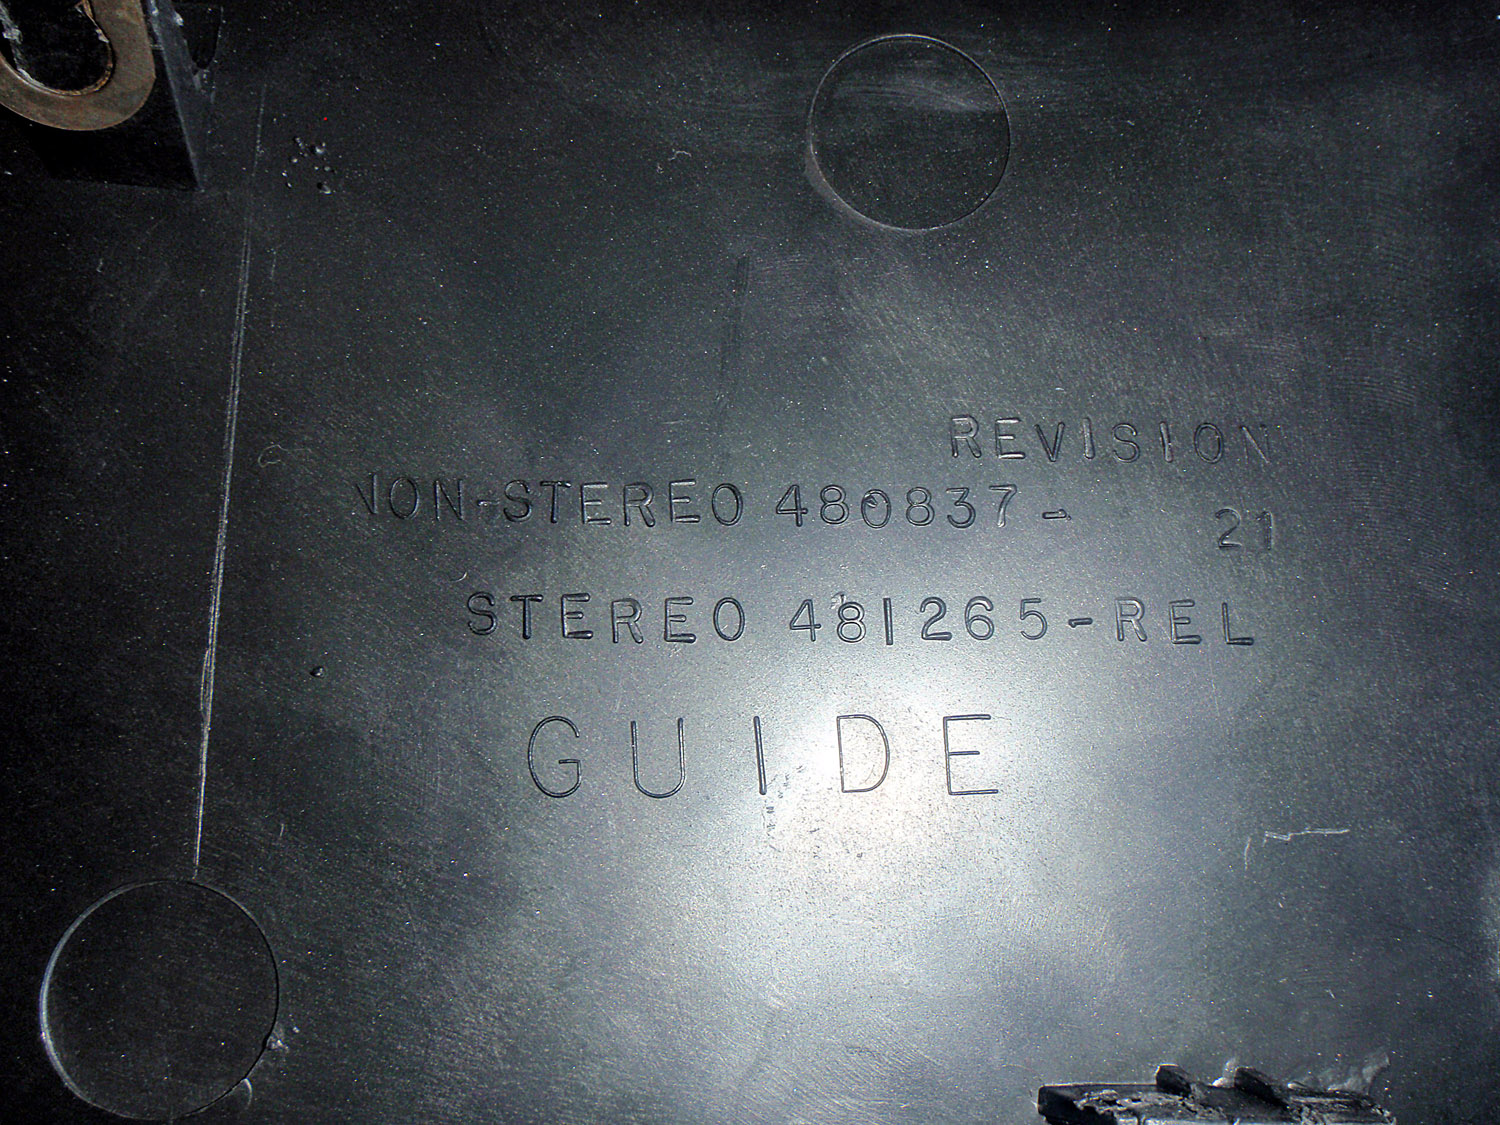 REVISION
NON-STEREO 480837- 21
STEREO 481265-REL
GUIDE